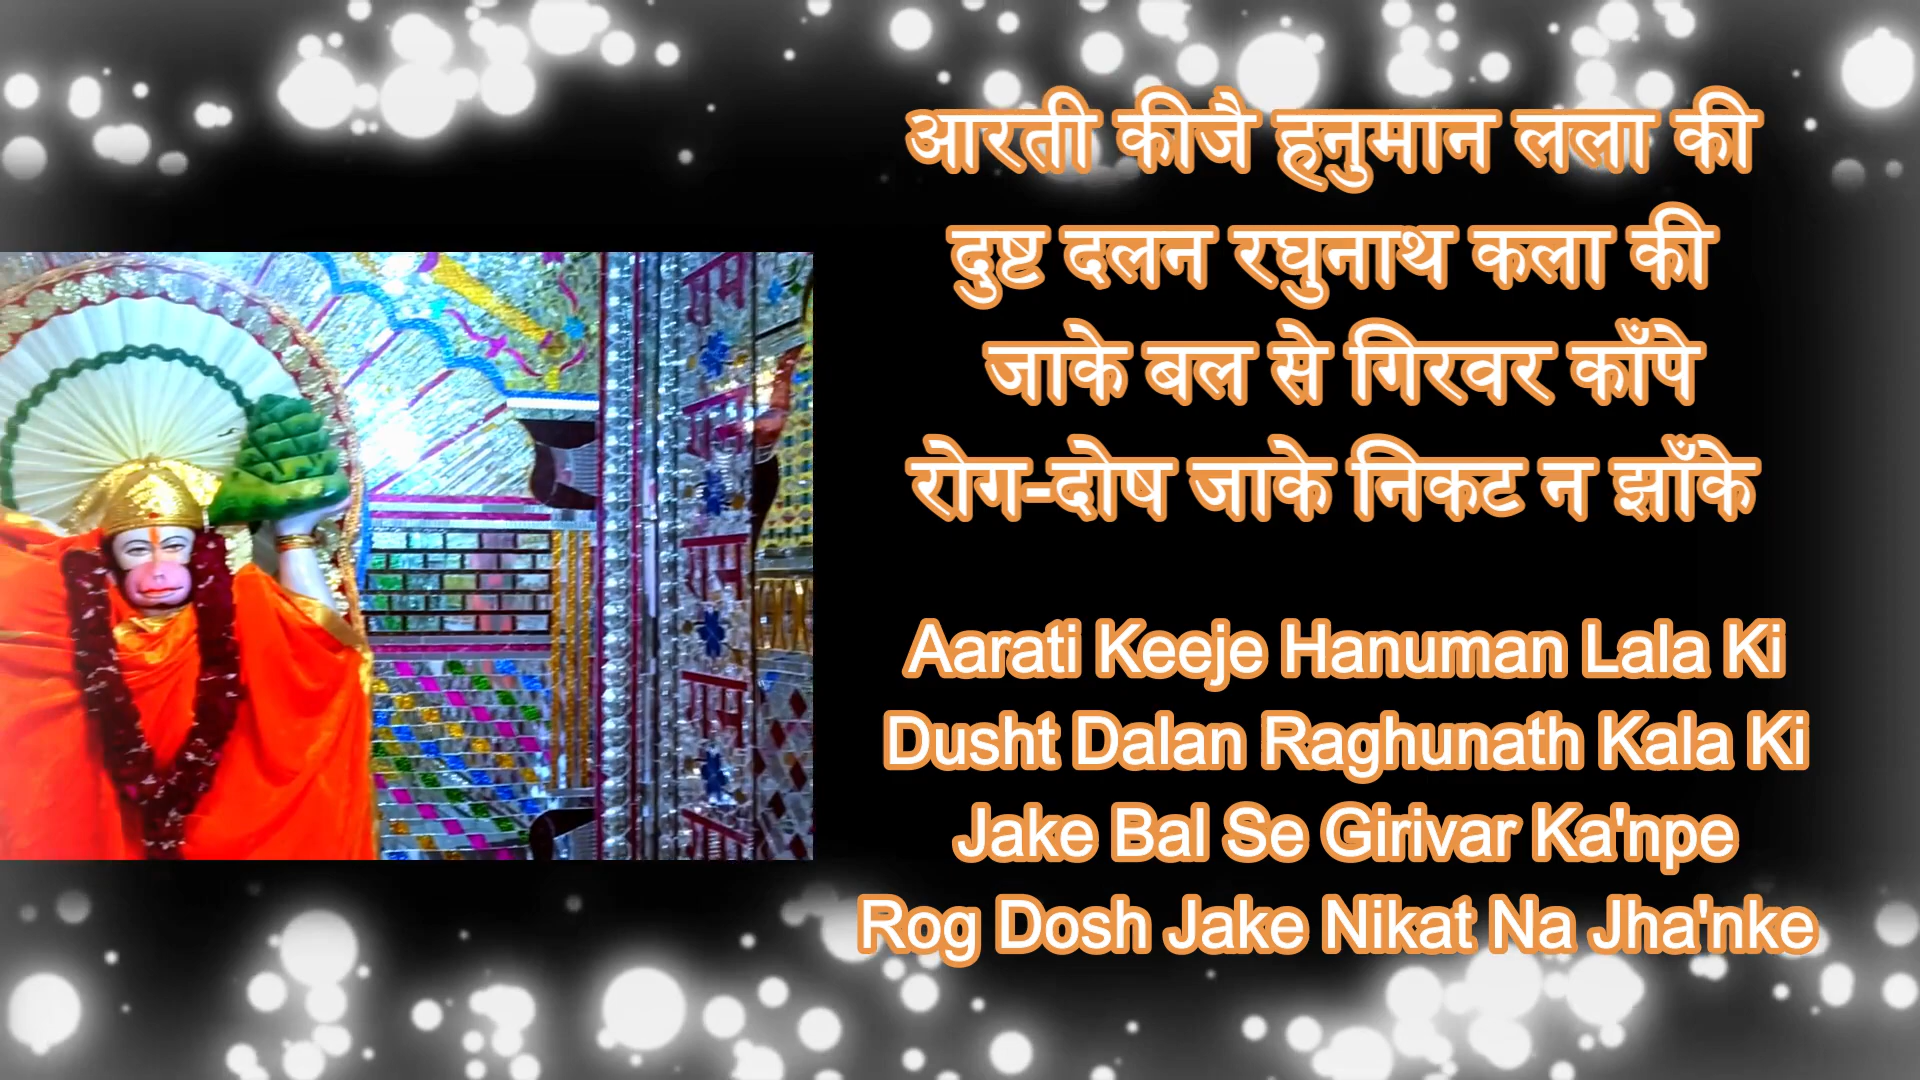 आरती कीजै हनुमान लला की
दुष्ट दलन रघुनाथ कला की
जाके बल से गिरवर काँपे
रोग-दोष जाके निकट न झाँके
Aarati Keeje Hanuman Lala Ki
Dusht Dalan Raghunath Kala Ki
Jake Bal Se Girivar Ka'npe
Rog Dosh Jake Nikat Na Jha'nke